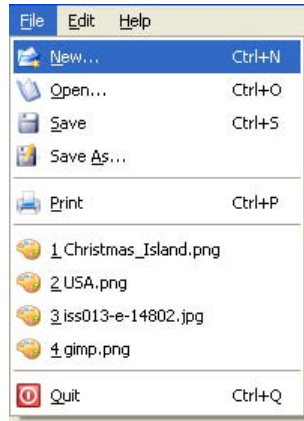 File Edit Help
New... Ctrl+N
Open... Ctrl+O
Save Ctrl+S
Save As...
Print Ctrl+P
1 Christmas_Island.png
2 USA.png
3 iss013-e-14802.jpg
4 gimp.png
Quit Ctrl+Q